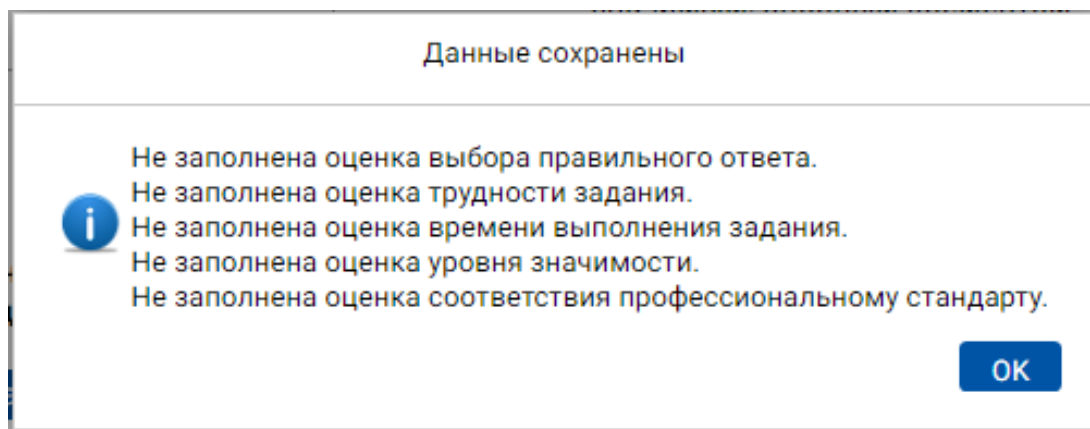 Данные сохранены
Не заполнена оценка выбора правильного ответа.
Не заполнена оценка трудности задания.
Не заполнена оценка времени выполнения задания.
Не заполнена оценка уровня значимости.
Не заполнена оценка соответствия профессиональному стандарту.
ОК